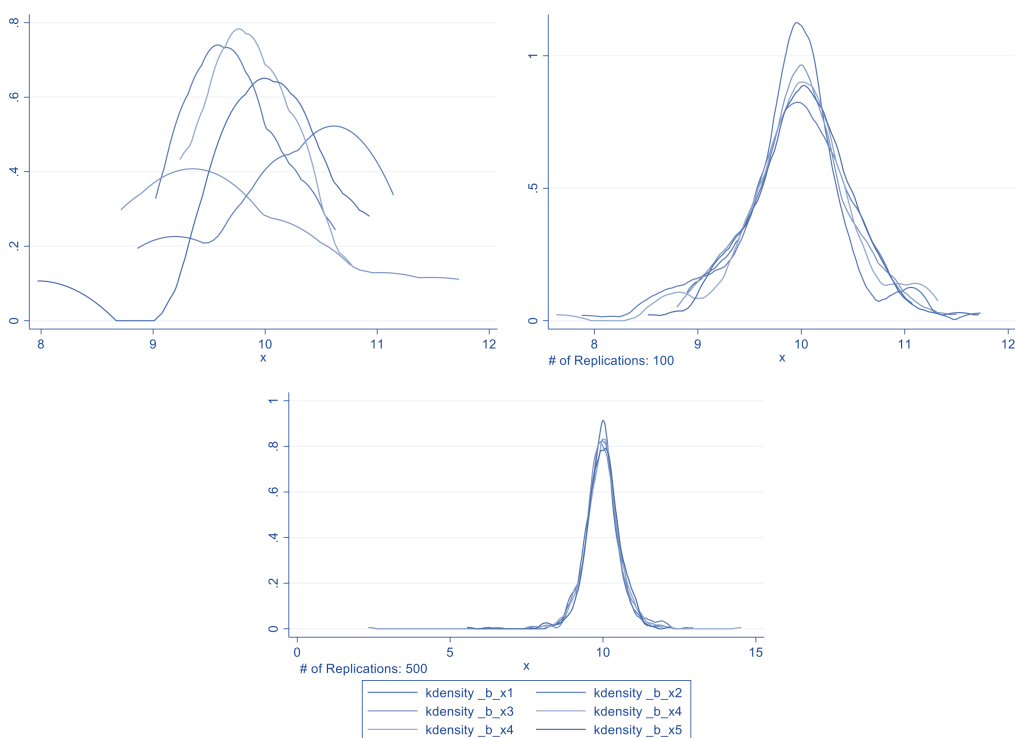 .8
.6
.4
.2
0
8 9 10 11 12
x
1
.5
0
8 9 10 11 12
x
# of Replications: 100
1
.8
.6
.4
.2
0
0 5 10 15
x
# of Replications: 500
kdensity _b_x1 kdensity _b_x2
kdensity _b_x3 kdensity _b_x4
kdensity _b_x4 kdensity _b_x5